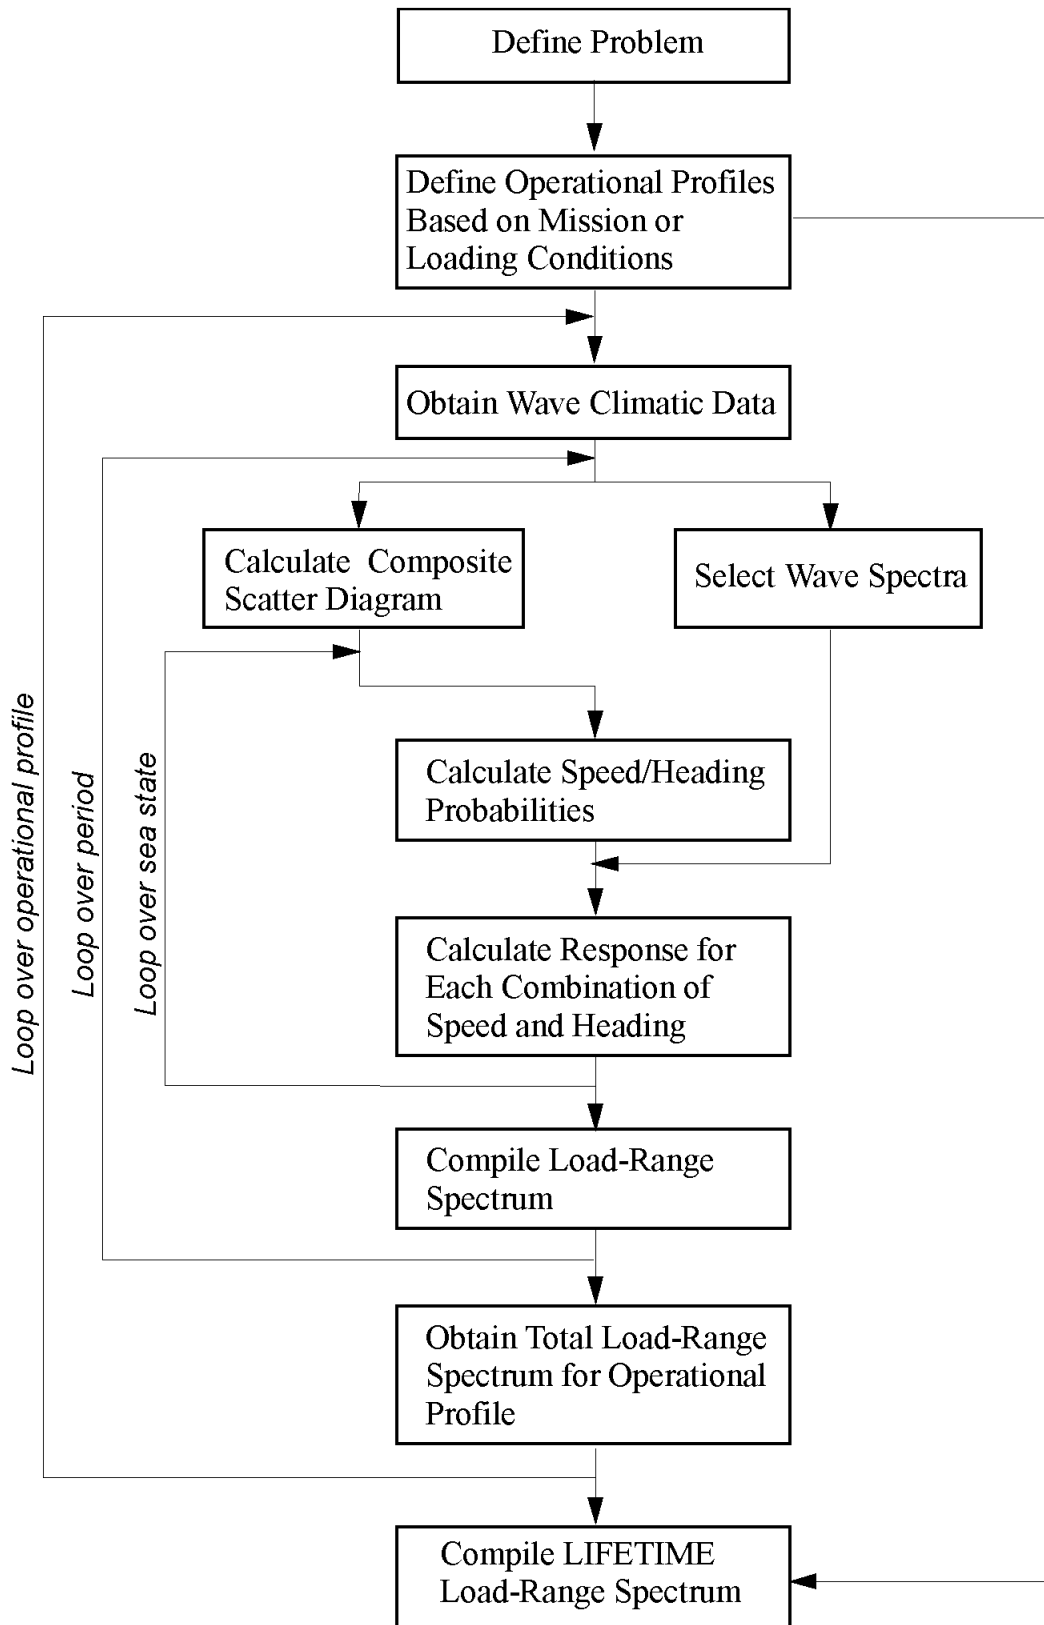 Define Problem
Define Operational Profiles
Based on Mission or
Loading Conditions
Obtain Wave Climatic Data
Calculate Composite
Scatter Diagram
Select Wave Spectra
Loop over operational profile
Loop over period
Loop over sea state
Calculate Speed/Heading
Probabilities
Calculate Response for
Each Combination of
Speed and Heading
Compile Load-Range
Spectrum
Obtain Total Load-Range
Spectrum for Operational
Profile
Compile LIFETIME
Load-Range Spectrum